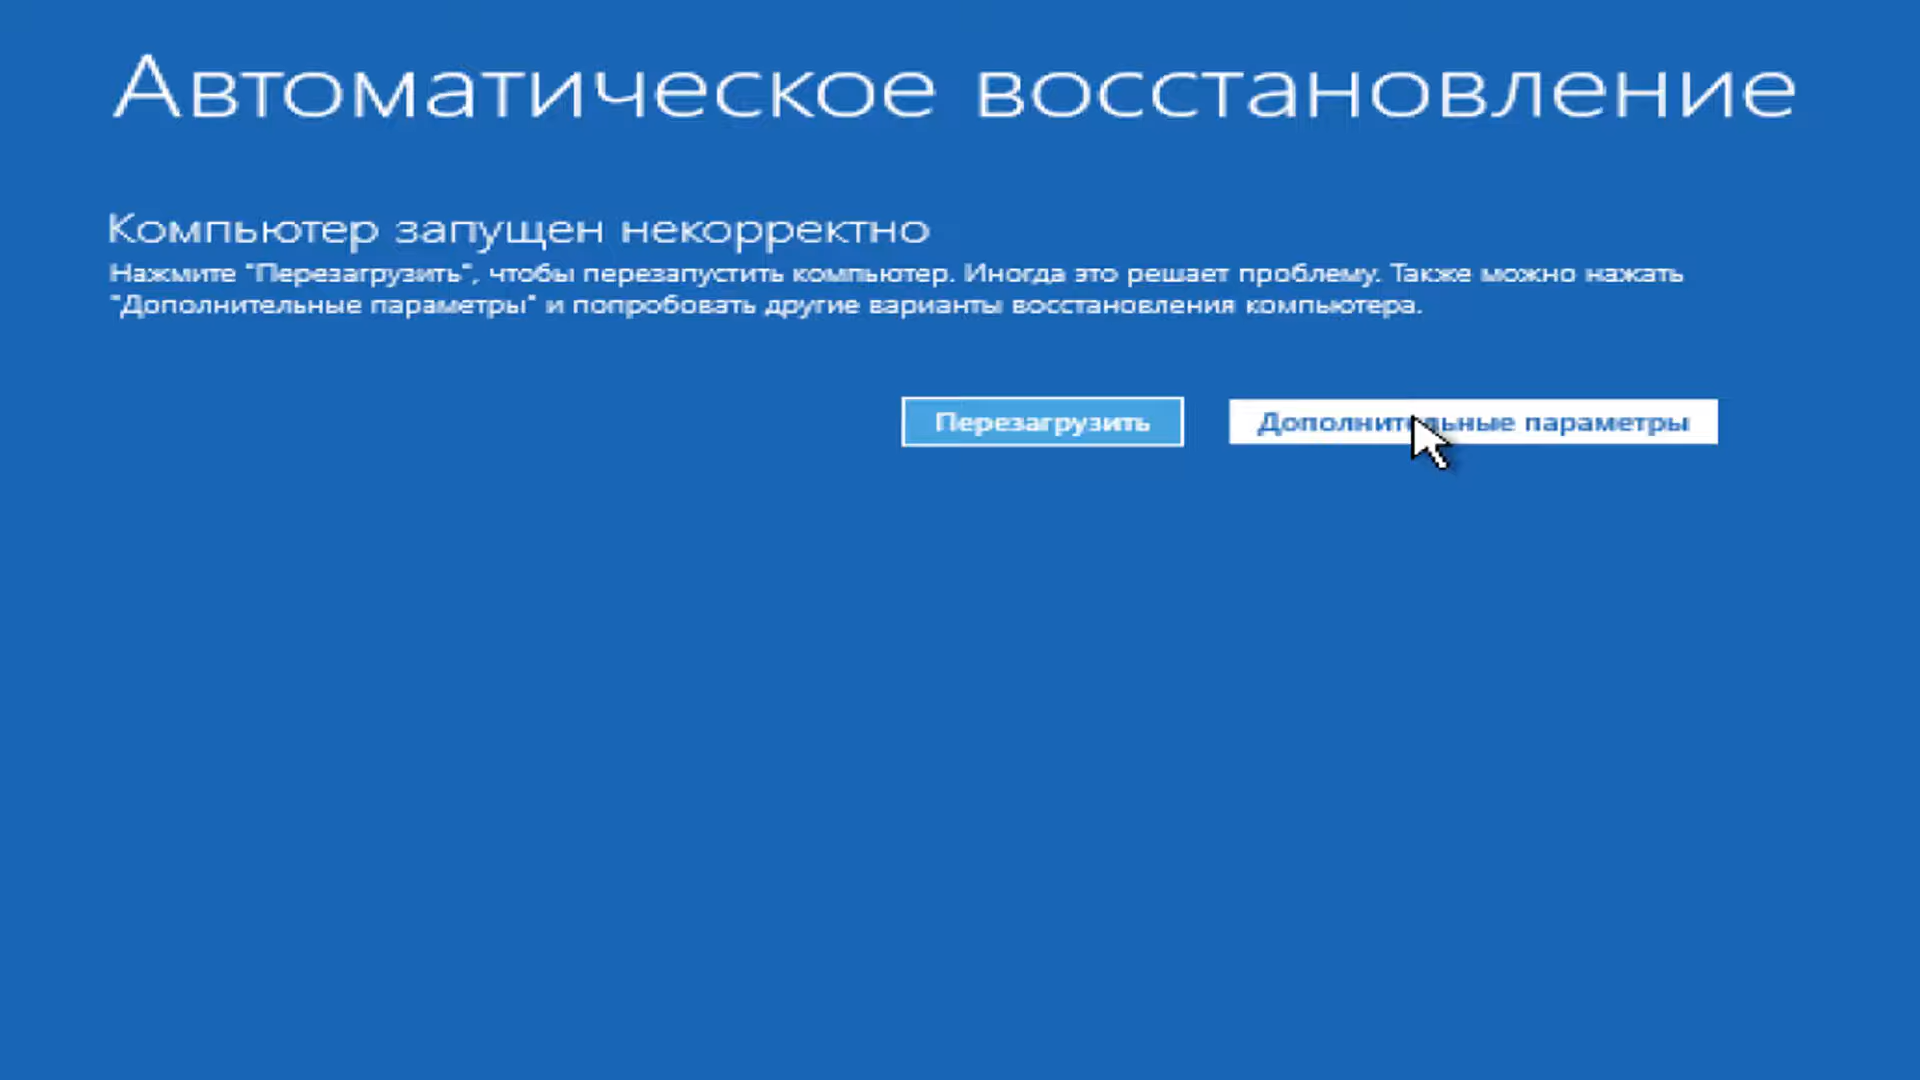 Автоматическое восстановление
Компьютер запущен некорректно
Нажмите "Перезагрузить", чтобы перезапустить компьютер. Иногда это решает проблему. Также можно нажать
"Дополнительные параметры" и попробовать другие варианты восстановления компьютера.
Перезагрузить
Дополнительные параметры